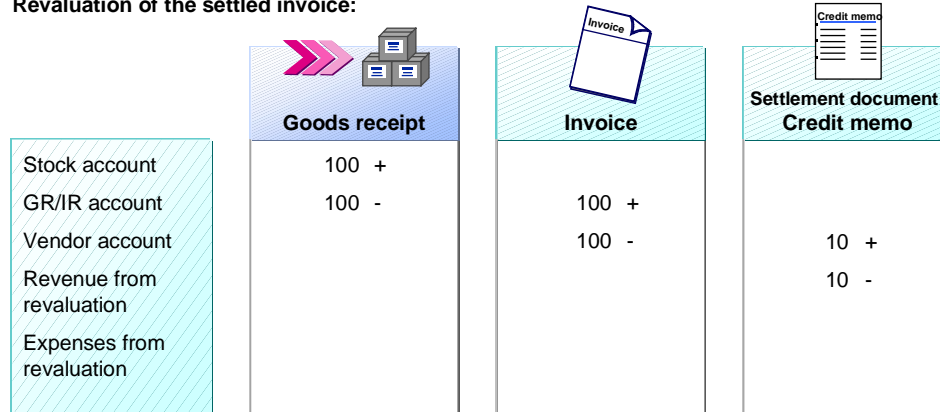 Revaluation of the settled invoice:
Invoice
Credit memo
Goods receipt
Invoice
Settlement document
Credit memo
Stock account 100 +
GR/IR account 100 - 100 +
Vendor account 100 - 10 +
Revenue from 10 -
revaluation
Expenses from
revaluation